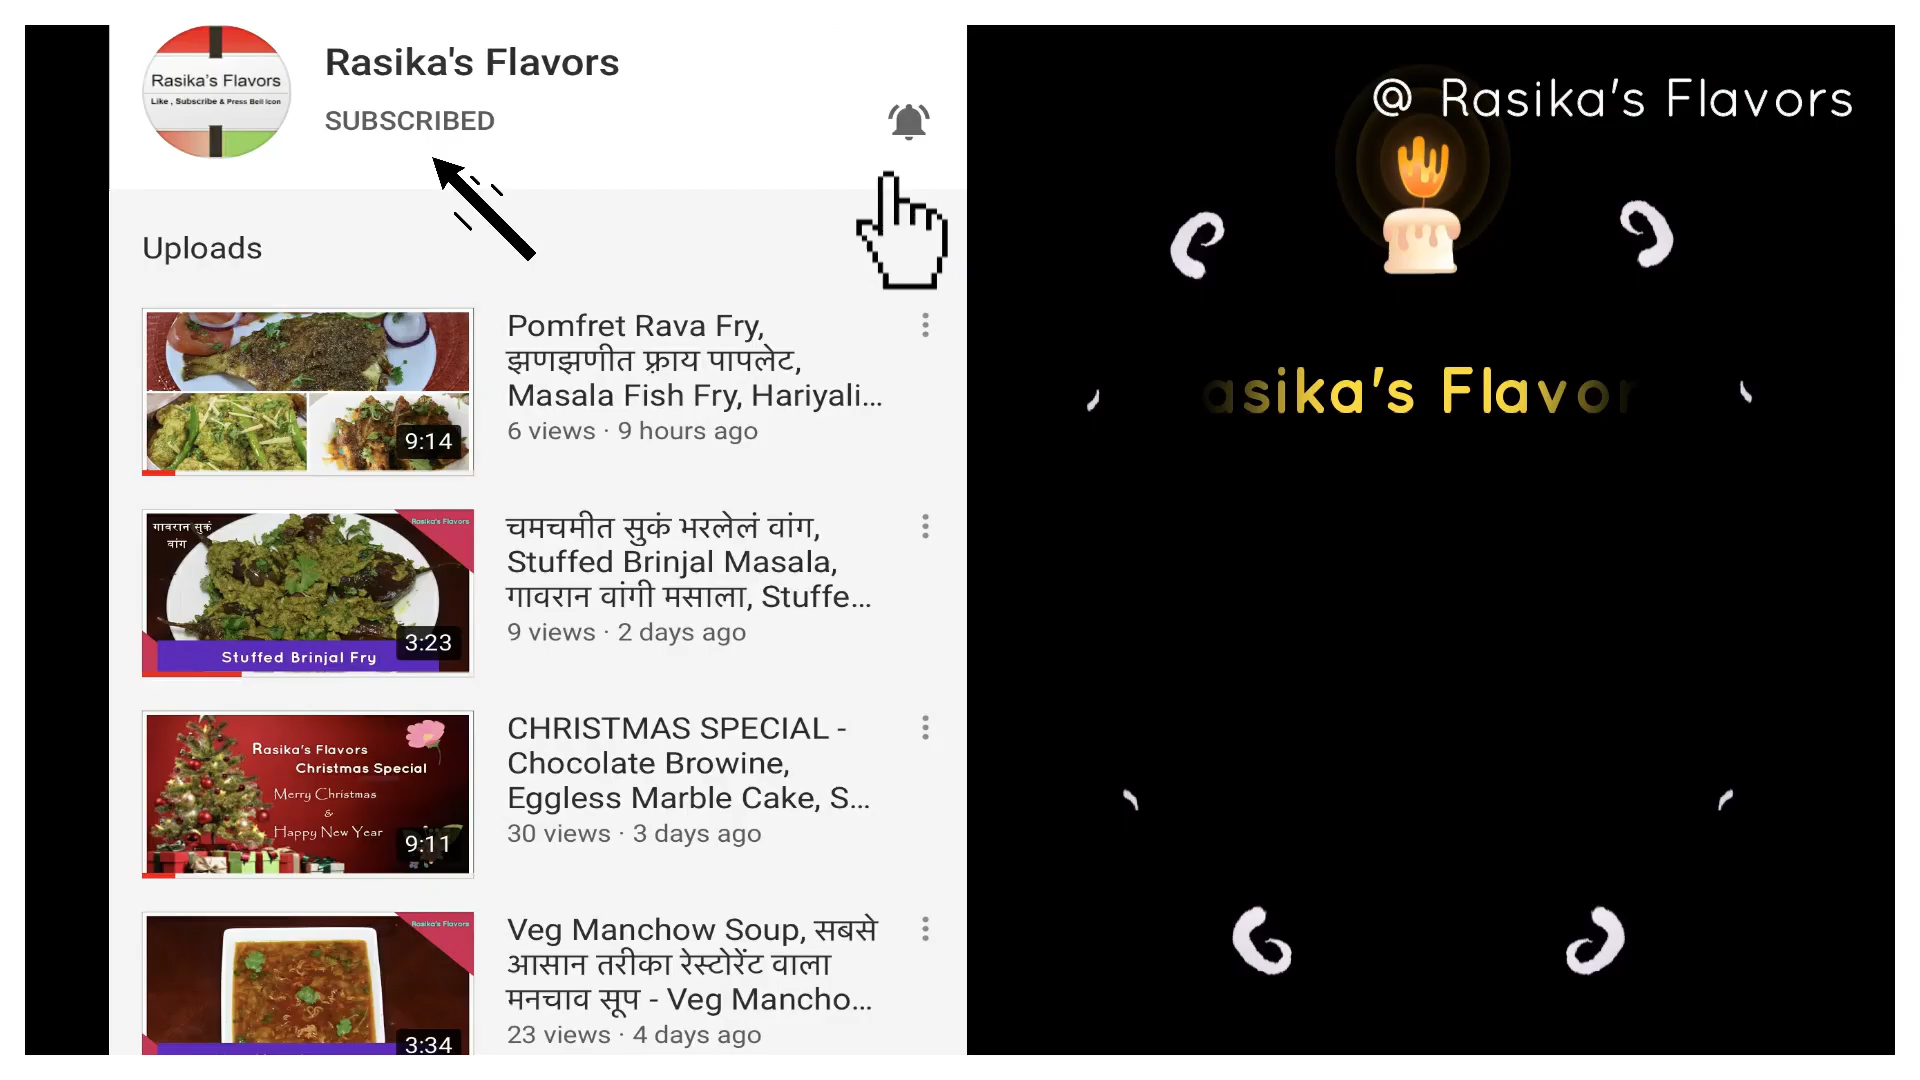 Rasika's Flavors
Like , Subscribe & Press Bell Icon
Rasika's Flavors
SUBSCRIBED
Uploads
9:14
Pomfret Rava Fry,
झणझणीत फ़्राय पापलेट,
Masala Fish Fry, Hariyali...
6 views · 9 hours ago
गावरान सुकं
वांग
Rasika's Flavors
3:23
Stuffed Brinjal Fry
चमचमीत सुकं भरलेलं वांग,
Stuffed Brinjal Masala,
गावरान वांगी मसाला, Stuffe...
9 views · 2 days ago
Rasika's Flavors
Christmas Special
Merry Christmas
&
Happy New Year
9:11
CHRISTMAS SPECIAL -
Chocolate Browine,
Eggless Marble Cake, S...
30 views · 3 days ago
Rasika's Flavors
3:34
Veg Manchow Soup, सबसे
आसान तरीका रेस्टोरेंट वाला
मनचाव सूप - Veg Mancho...
23 views · 4 days ago
@ Rasika's Flavors
asika's Flavor